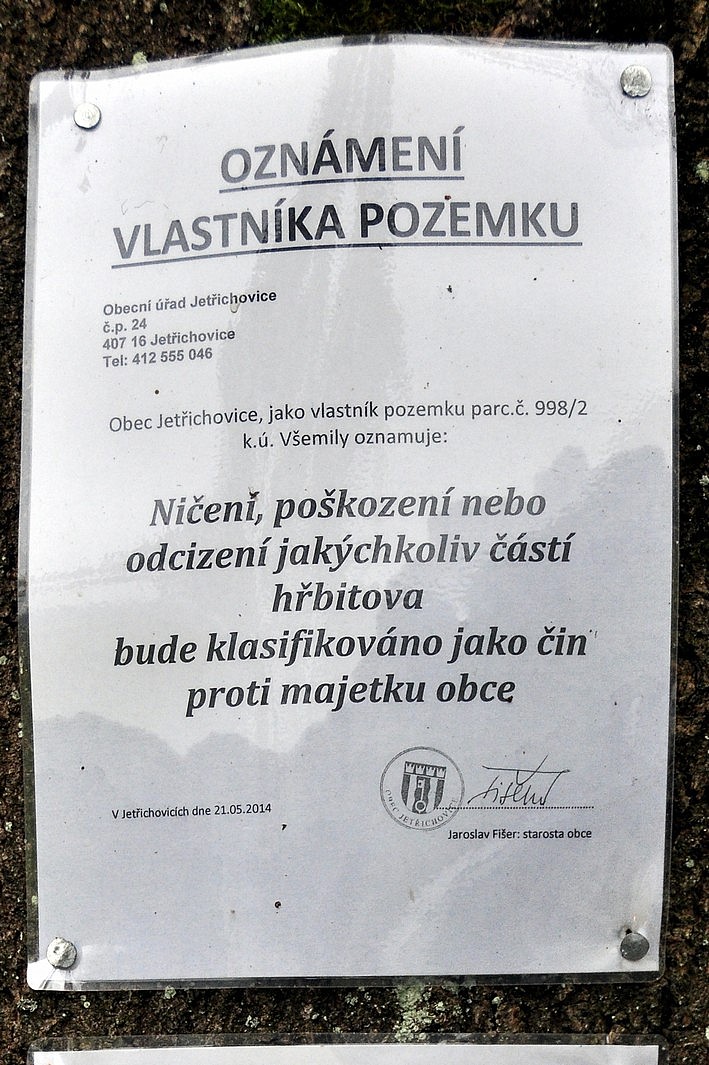 OZNÁMENÍ
VLASTNÍKA POZEMKU
Obecní úřad Jetřichovice
č.p. 24
407 16 Jetřichovice
Tel: 412 555 046
Obec Jetřichovice, jako vlastník pozemku parc.č. 998/2
k.ú. Všemily oznamuje:
Ničení, poškození nebo
odcizení jakýchkoliv částí
hřbitova
bude klasifikováno jako čin
proti majetku obce
V Jetřichovicích dne 21.05.2014
OBEC JETŘICHOVICE
Jaroslav Fišer: starosta obce